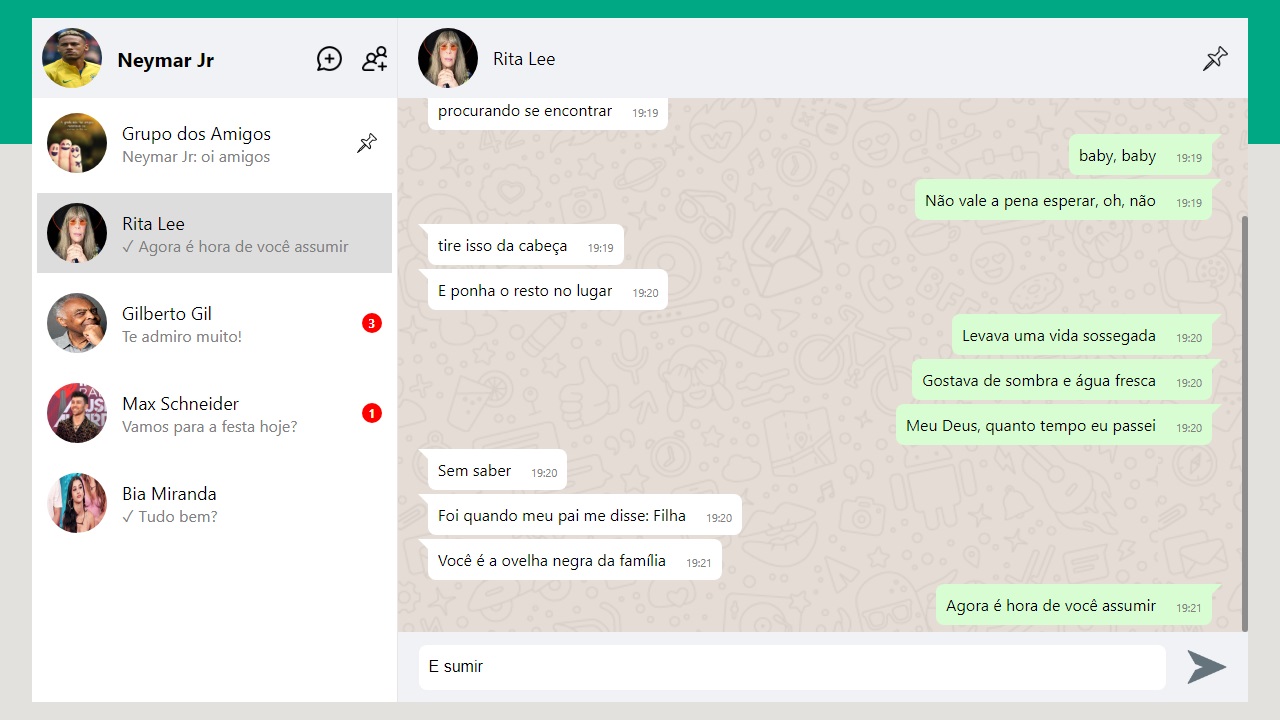 Neymar Jr
Grupo dos Amigos
Neymar Jr: oi amigos
Rita Lee
✓ Agora é hora de você assumir
Gilberto Gil
Te admiro muito!
3
Max Schneider
Vamos para a festa hoje?
1
Bia Miranda
✓ Tudo bem?
Rita Lee
procurando se encontrar 19:19
baby, baby 19:19
Não vale a pena esperar, oh, não 19:19
tire isso da cabeça 19:19
E ponha o resto no lugar 19:20
Levava uma vida sossegada 19:20
Gostava de sombra e água fresca 19:20
Meu Deus, quanto tempo eu passei 19:20
Sem saber 19:20
Foi quando meu pai me disse: Filha 19:20
Você é a ovelha negra da família 19:21
Agora é hora de você assumir 19:21
E sumir